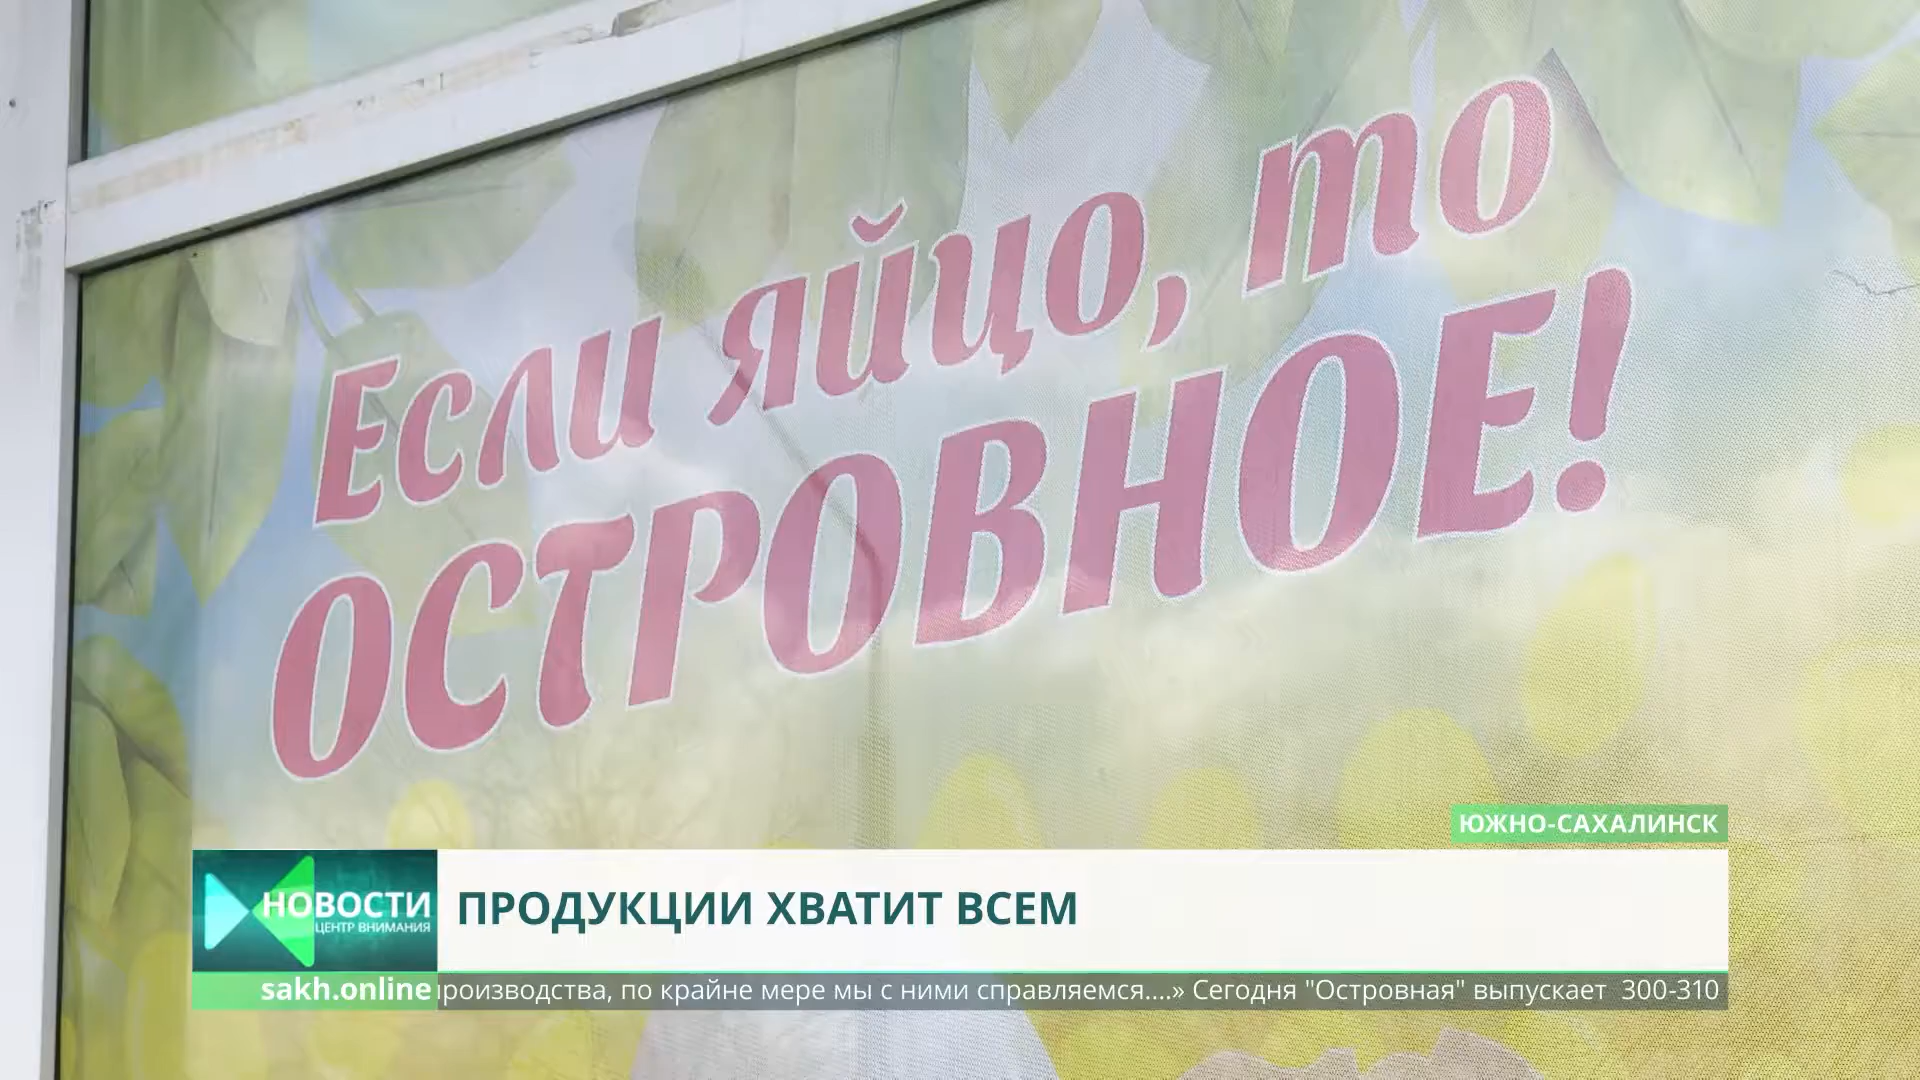 Если яйцо, то
ОСТРОВНОЕ!
ЮЖНО-САХАЛИНСК
НОВОСТИ
ЦЕНТР ВНИМАНИЯ
ПРОДУКЦИИ ХВАТИТ ВСЕМ
sakh.online
роизводства, по крайне мере мы с ними справляемся....» Сегодня "Островная" выпускает 300-310